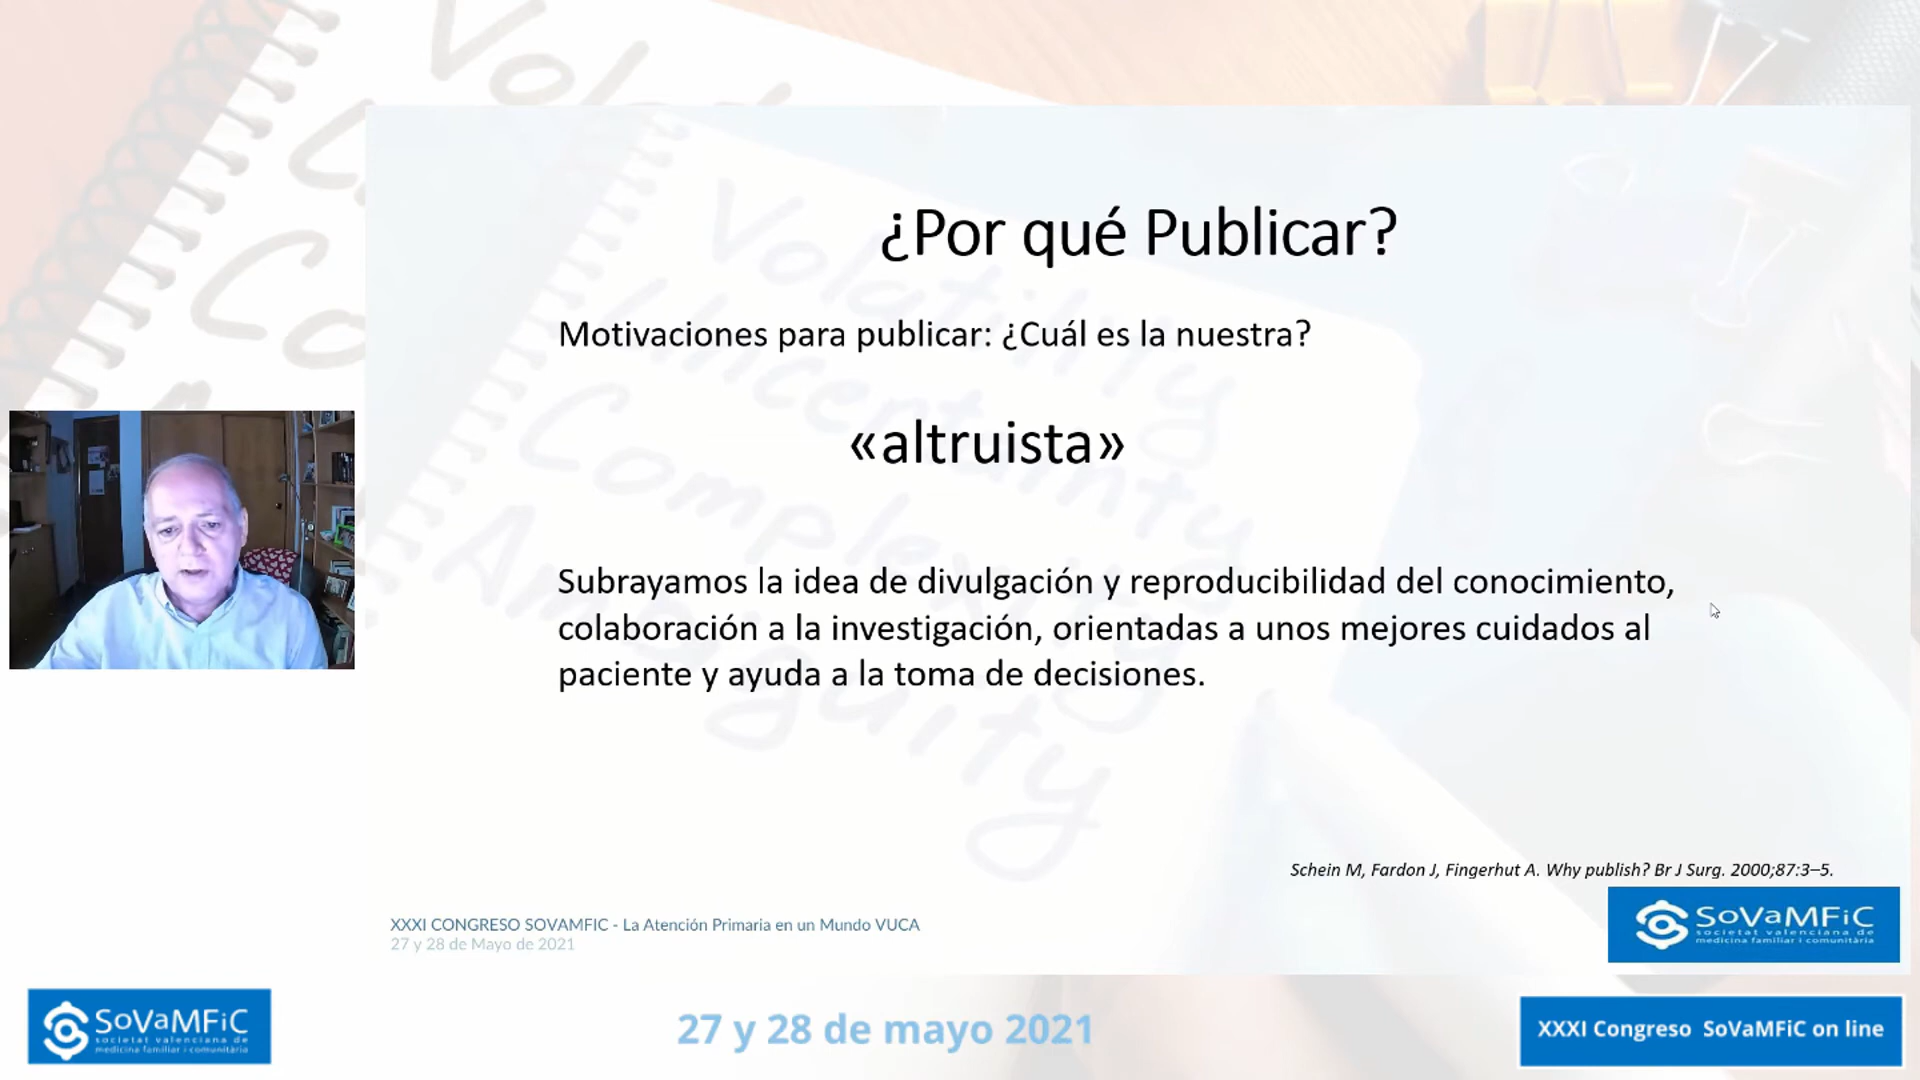 ¿Por qué Publicar?
Motivaciones para publicar: ¿Cuál es la nuestra?
«altruista»
Subrayamos la idea de divulgación y reproducibilidad del conocimiento,
colaboración a la investigación, orientadas a unos mejores cuidados al
paciente y ayuda a la toma de decisiones.
Schein M, Fardon J, Fingerhut A. Why publish? Br J Surg. 2000;87:3–5.
XXXI CONGRESO SOVAMFIC - La Atención Primaria en un Mundo VUCA
27 y 28 de Mayo de 2021
SoVaMFiC
societat valenciana de
medicina familiar i comunitària
SoVaMFiC
societat valenciana de
medicina familiar i comunitària
27 y 28 de mayo 2021
XXXI Congreso SoVaMFiC on line
Volatility
Complexity
Ambiguity